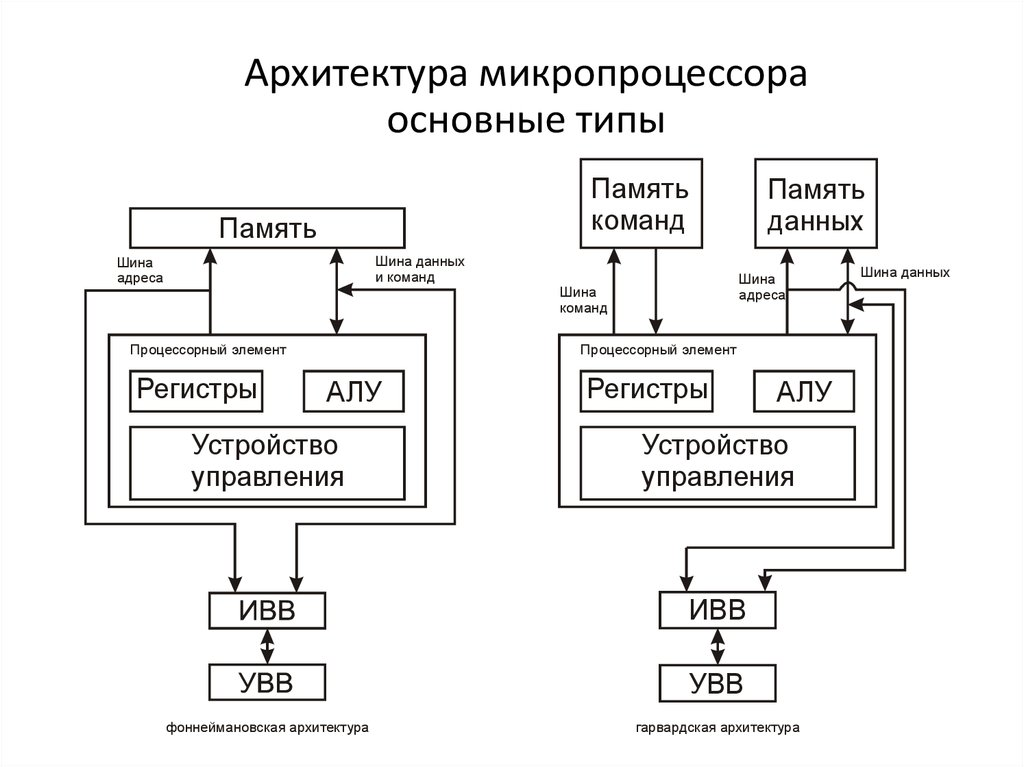 Архитектура микропроцессора
основные типы
Память
Шина
адреса
Шина данных
и команд
Процессорный элемент
Регистры
АЛУ
Устройство
управления
ИВВ
УВВ
фоннеймановская архитектура
Память
команд
Память
данных
Шина
команд
Шина
адреса
Шина данных
Процессорный элемент
Регистры
АЛУ
Устройство
управления
ИВВ
УВВ
гарвардская архитектура